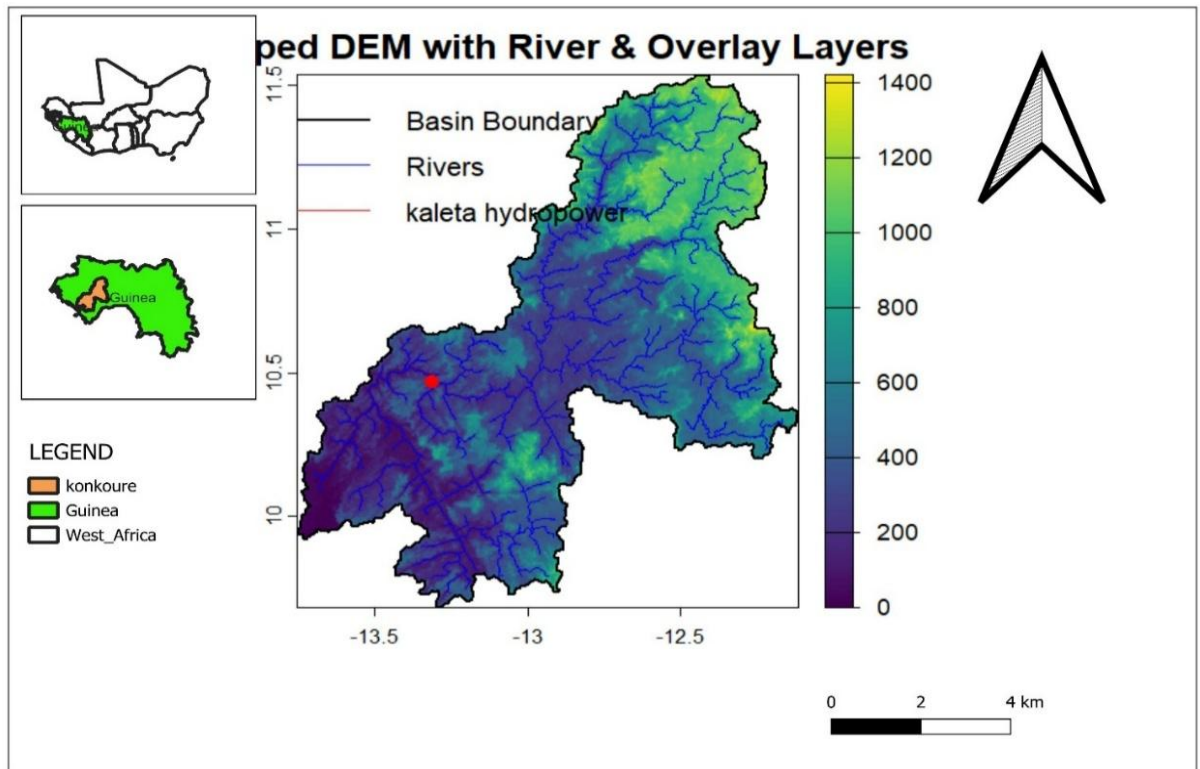 ped DEM with River & Overlay Layers
Basin Boundary
Rivers
kaleta hydropower
11.5
11
10.5
10
-13.5
-13
-12.5
1400
1200
1000
800
600
400
200
0
Guinea
LEGEND
konkoure
Guinea
West_Africa
0 2 4 km